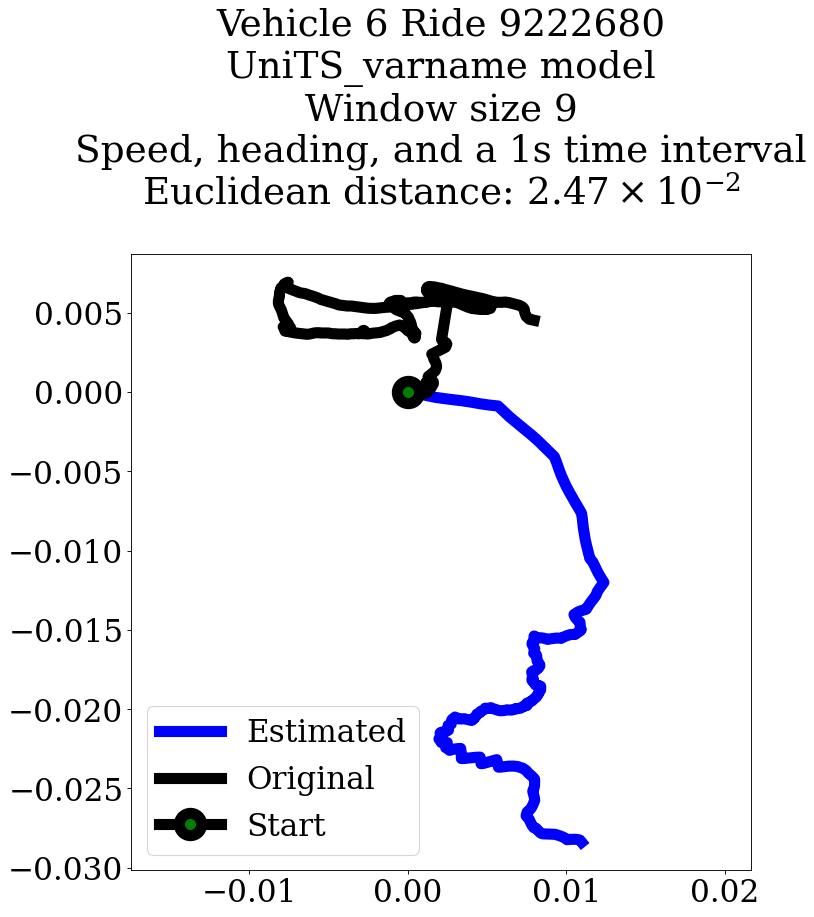 Vehicle 6 Ride 9222680
UniTS_varname model
Window size 9
Speed, heading, and a 1s time interval
Euclidean distance: 2.47 × 10⁻²
0.005
0.000
−0.005
−0.010
−0.015
−0.020
−0.025
−0.030
Estimated
Original
Start
−0.01
0.00
0.01
0.02